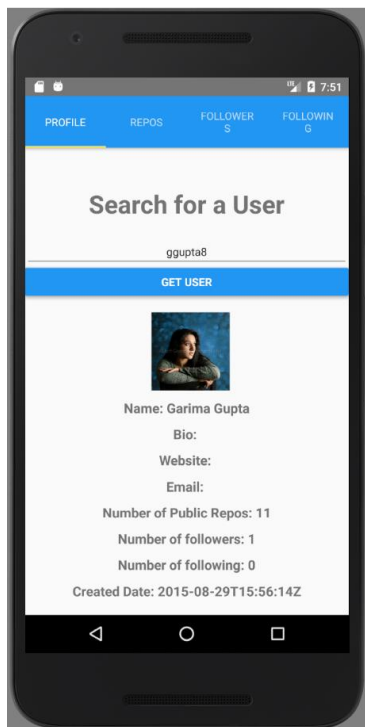 7:51
PROFILE
REPOS
FOLLOWER
S
FOLLOWIN
G
Search for a User
ggupta8
GET USER
Name: Garima Gupta
Bio:
Website:
Email:
Number of Public Repos: 11
Number of followers: 1
Number of following: 0
Created Date: 2015-08-29T15:56:14Z